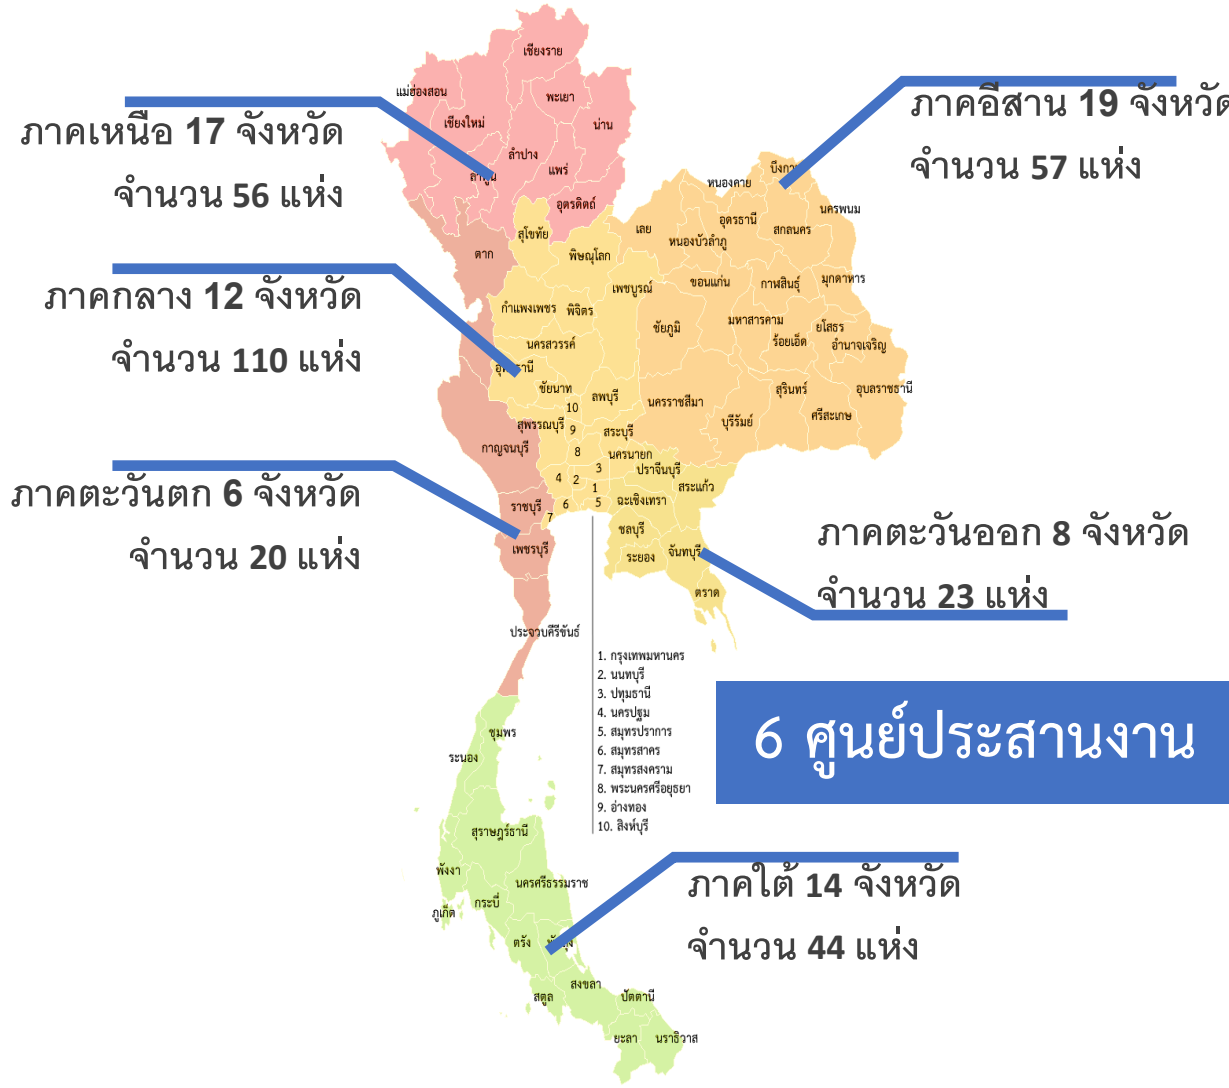 ภาคเหนือ 17 จังหวัด
จำนวน 56 แห่ง
ภาคอีสาน 19 จังหวัด
จำนวน 57 แห่ง
ภาคกลาง 12 จังหวัด
จำนวน 110 แห่ง
ภาคตะวันตก 6 จังหวัด
จำนวน 20 แห่ง
ภาคตะวันออก 8 จังหวัด
จำนวน 23 แห่ง
6 ศูนย์ประสานงาน
ภาคใต้ 14 จังหวัด
จำนวน 44 แห่ง
เชียงราย
แม่ฮ่องสอน
พะเยา
เชียงใหม่
น่าน
ลำปาง
แพร่
ลำพูน
อุตรดิตถ์
ตาก
สุโขทัย
พิษณุโลก
เพชบูรณ์
กำแพงเพชร
พิจิตร
นครสวรรค์
ชัยนาท
ลพบุรี
10
สุพรรณบุรี
9
สระบุรี
8
นครนายก
4
2
3
1
6
5
7
หนองคาย
เลย
อุดรธานี
นครพนม
สกลนคร
หนองบัวลำภู
ขอนแก่น
กาฬสินธุ์
มุกดาหาร
ชัยภูมิ
มหาสารคาม
ยโสธร
ร้อยเอ็ด
อำนาจเจริญ
นครราชสีมา
สุรินทร์
อุบลราชธานี
บุรีรัมย์
ศรีสะเกษ
กาญจนบุรี
ราชบุรี
เพชรบุรี
ประจวบคีรีขันธ์
ปราจีนบุรี
สระแก้ว
ฉะเชิงเทรา
ชลบุรี
ระยอง
จันทบุรี
ตราด
1. กรุงเทพมหานคร
2. นนทบุรี
3. ปทุมธานี
4. นครปฐม
5. สมุทรปราการ
6. สมุทรสาคร
7. สมุทรสงคราม
8. พระนครศรีอยุธยา
9. อ่างทอง
10. สิงห์บุรี
ชุมพร
ระนอง
สุราษฎร์ธานี
พังงา
นครศรีธรรมราช
กระบี่
ภูเก็ต
ตรัง
สงขลา
สตูล
ปัตตานี
ยะลา
นราธิวาส